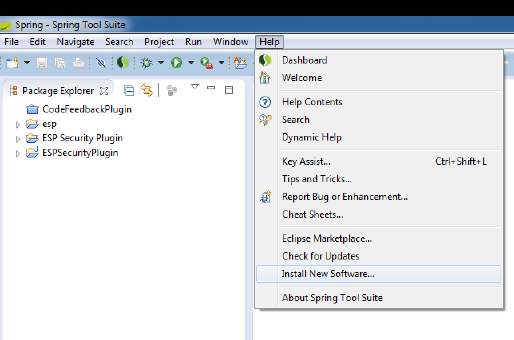 Spring - Spring Tool Suite
File Edit Navigate Search Project Run Window Help
Package Explorer
CodeFeedbackPlugin
esp
ESP Security Plugin
ESPSecurityPlugin
Dashboard
Welcome
Help Contents
Search
Dynamic Help
Key Assist... Ctrl+Shift+L
Tips and Tricks...
Report Bug or Enhancement...
Cheat Sheets...
Eclipse Marketplace...
Check for Updates
Install New Software...
About Spring Tool Suite